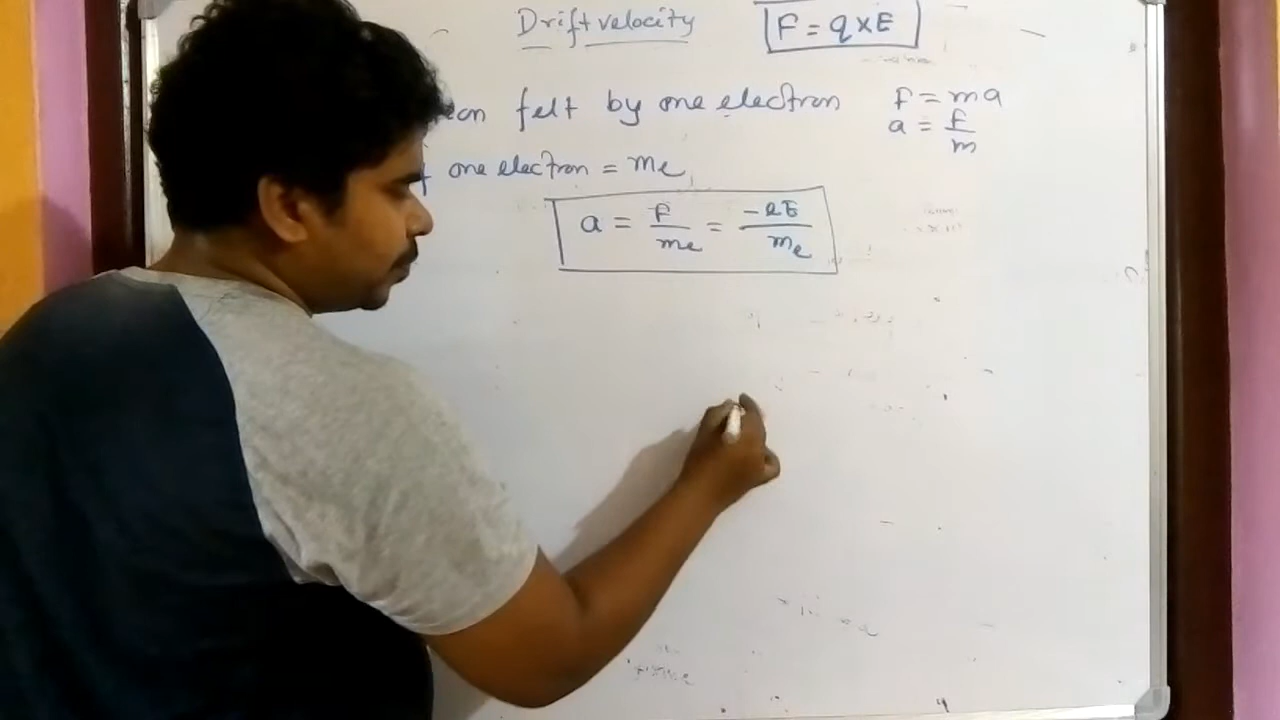 Drift velocity F = q×E
felt by one electron F = ma
a = F/m
one electron = me
a = F/me = -eE/me